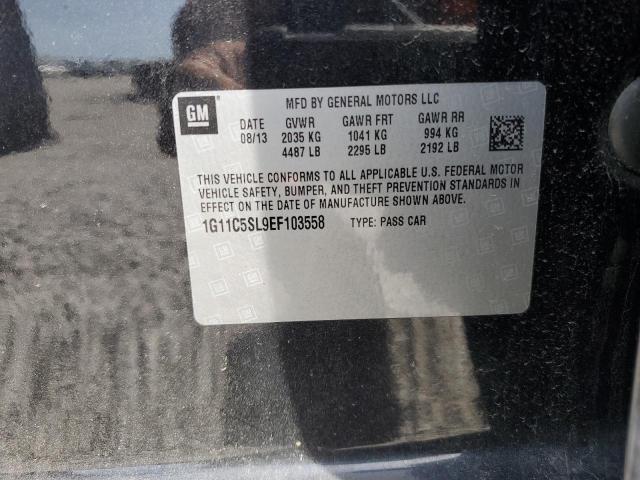 GM
MFD BY GENERAL MOTORS LLC
DATE GVWR GAWR FRT GAWR RR
08/13 2035 KG 1041 KG 994 KG
4487 LB 2295 LB 2192 LB
THIS VEHICLE CONFORMS TO ALL APPLICABLE U.S. FEDERAL MOTOR
VEHICLE SAFETY, BUMPER, AND THEFT PREVENTION STANDARDS IN
EFFECT ON THE DATE OF MANUFACTURE SHOWN ABOVE.
1G11C5SL9EF103558 TYPE: PASS CAR